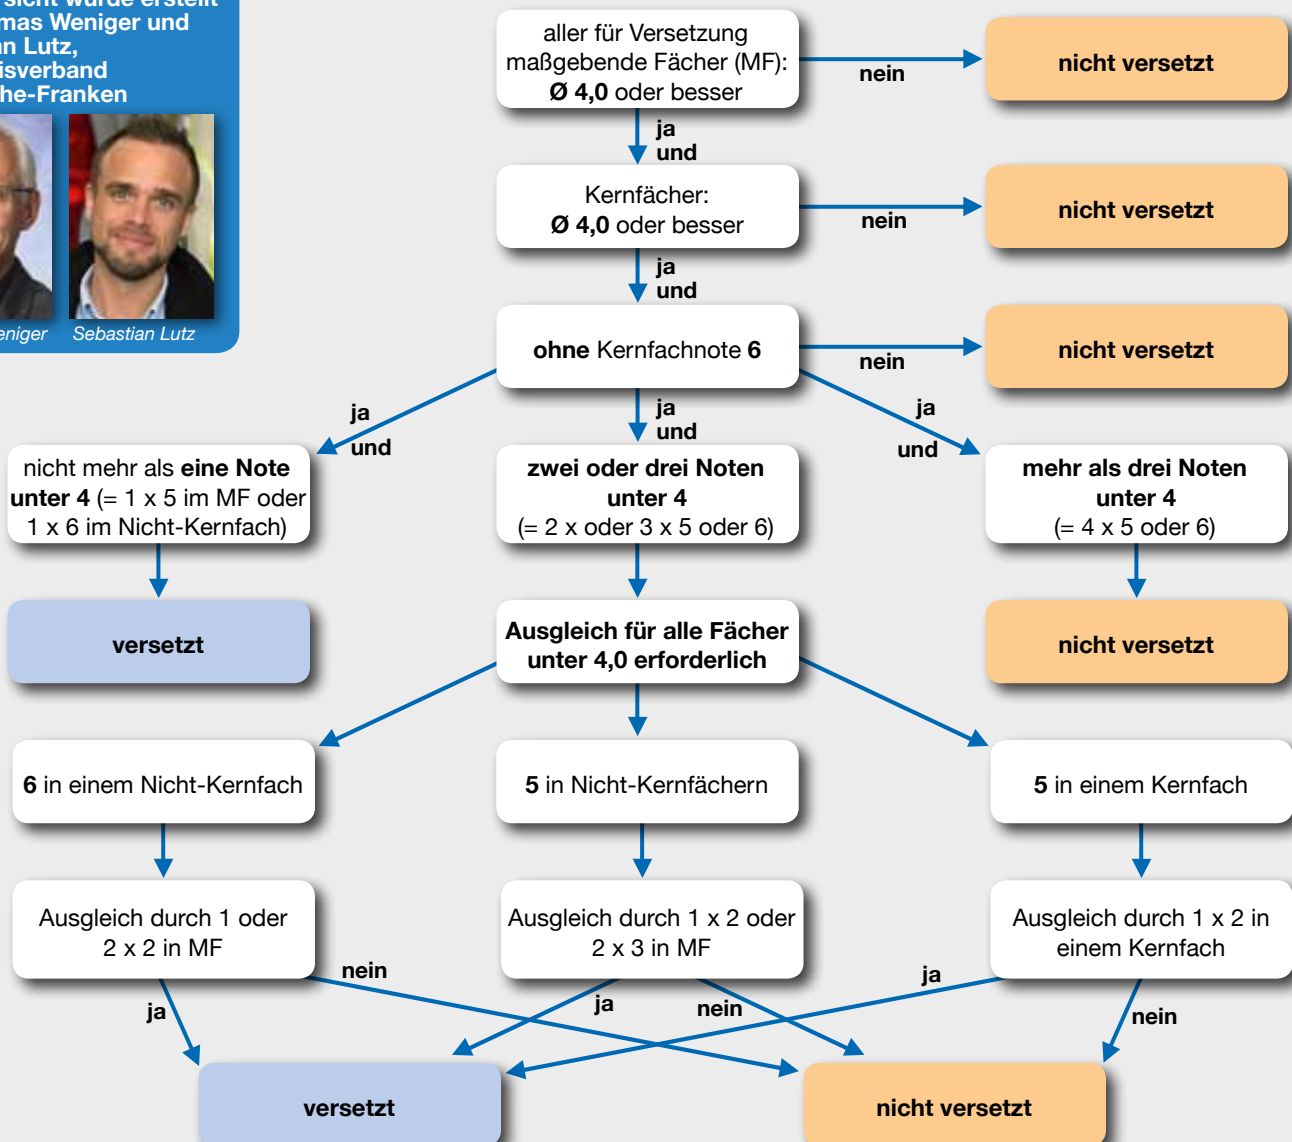 sicht wurde erstellt
mas Weniger und
n Lutz,
isverband
he-Franken
eniger
Sebastian Lutz
aller für Versetzung
maßgebende Fächer (MF):
Ø 4,0 oder besser
nein
nicht versetzt
ja
und
Kernfächer:
Ø 4,0 oder besser
nein
nicht versetzt
ja
und
ohne Kernfachnote 6
nein
nicht versetzt
ja
und
ja
und
ja
und
nicht mehr als eine Note
unter 4 (= 1 x 5 im MF oder
1 x 6 im Nicht-Kernfach)
zwei oder drei Noten
unter 4
(= 2 x oder 3 x 5 oder 6)
mehr als drei Noten
unter 4
(= 4 x 5 oder 6)
versetzt
Ausgleich für alle Fächer
unter 4,0 erforderlich
nicht versetzt
6 in einem Nicht-Kernfach
5 in Nicht-Kernfächern
5 in einem Kernfach
Ausgleich durch 1 oder
2 x 2 in MF
Ausgleich durch 1 x 2 oder
2 x 3 in MF
Ausgleich durch 1 x 2 in
einem Kernfach
ja
nein
ja
nein
ja
nein
versetzt
nicht versetzt